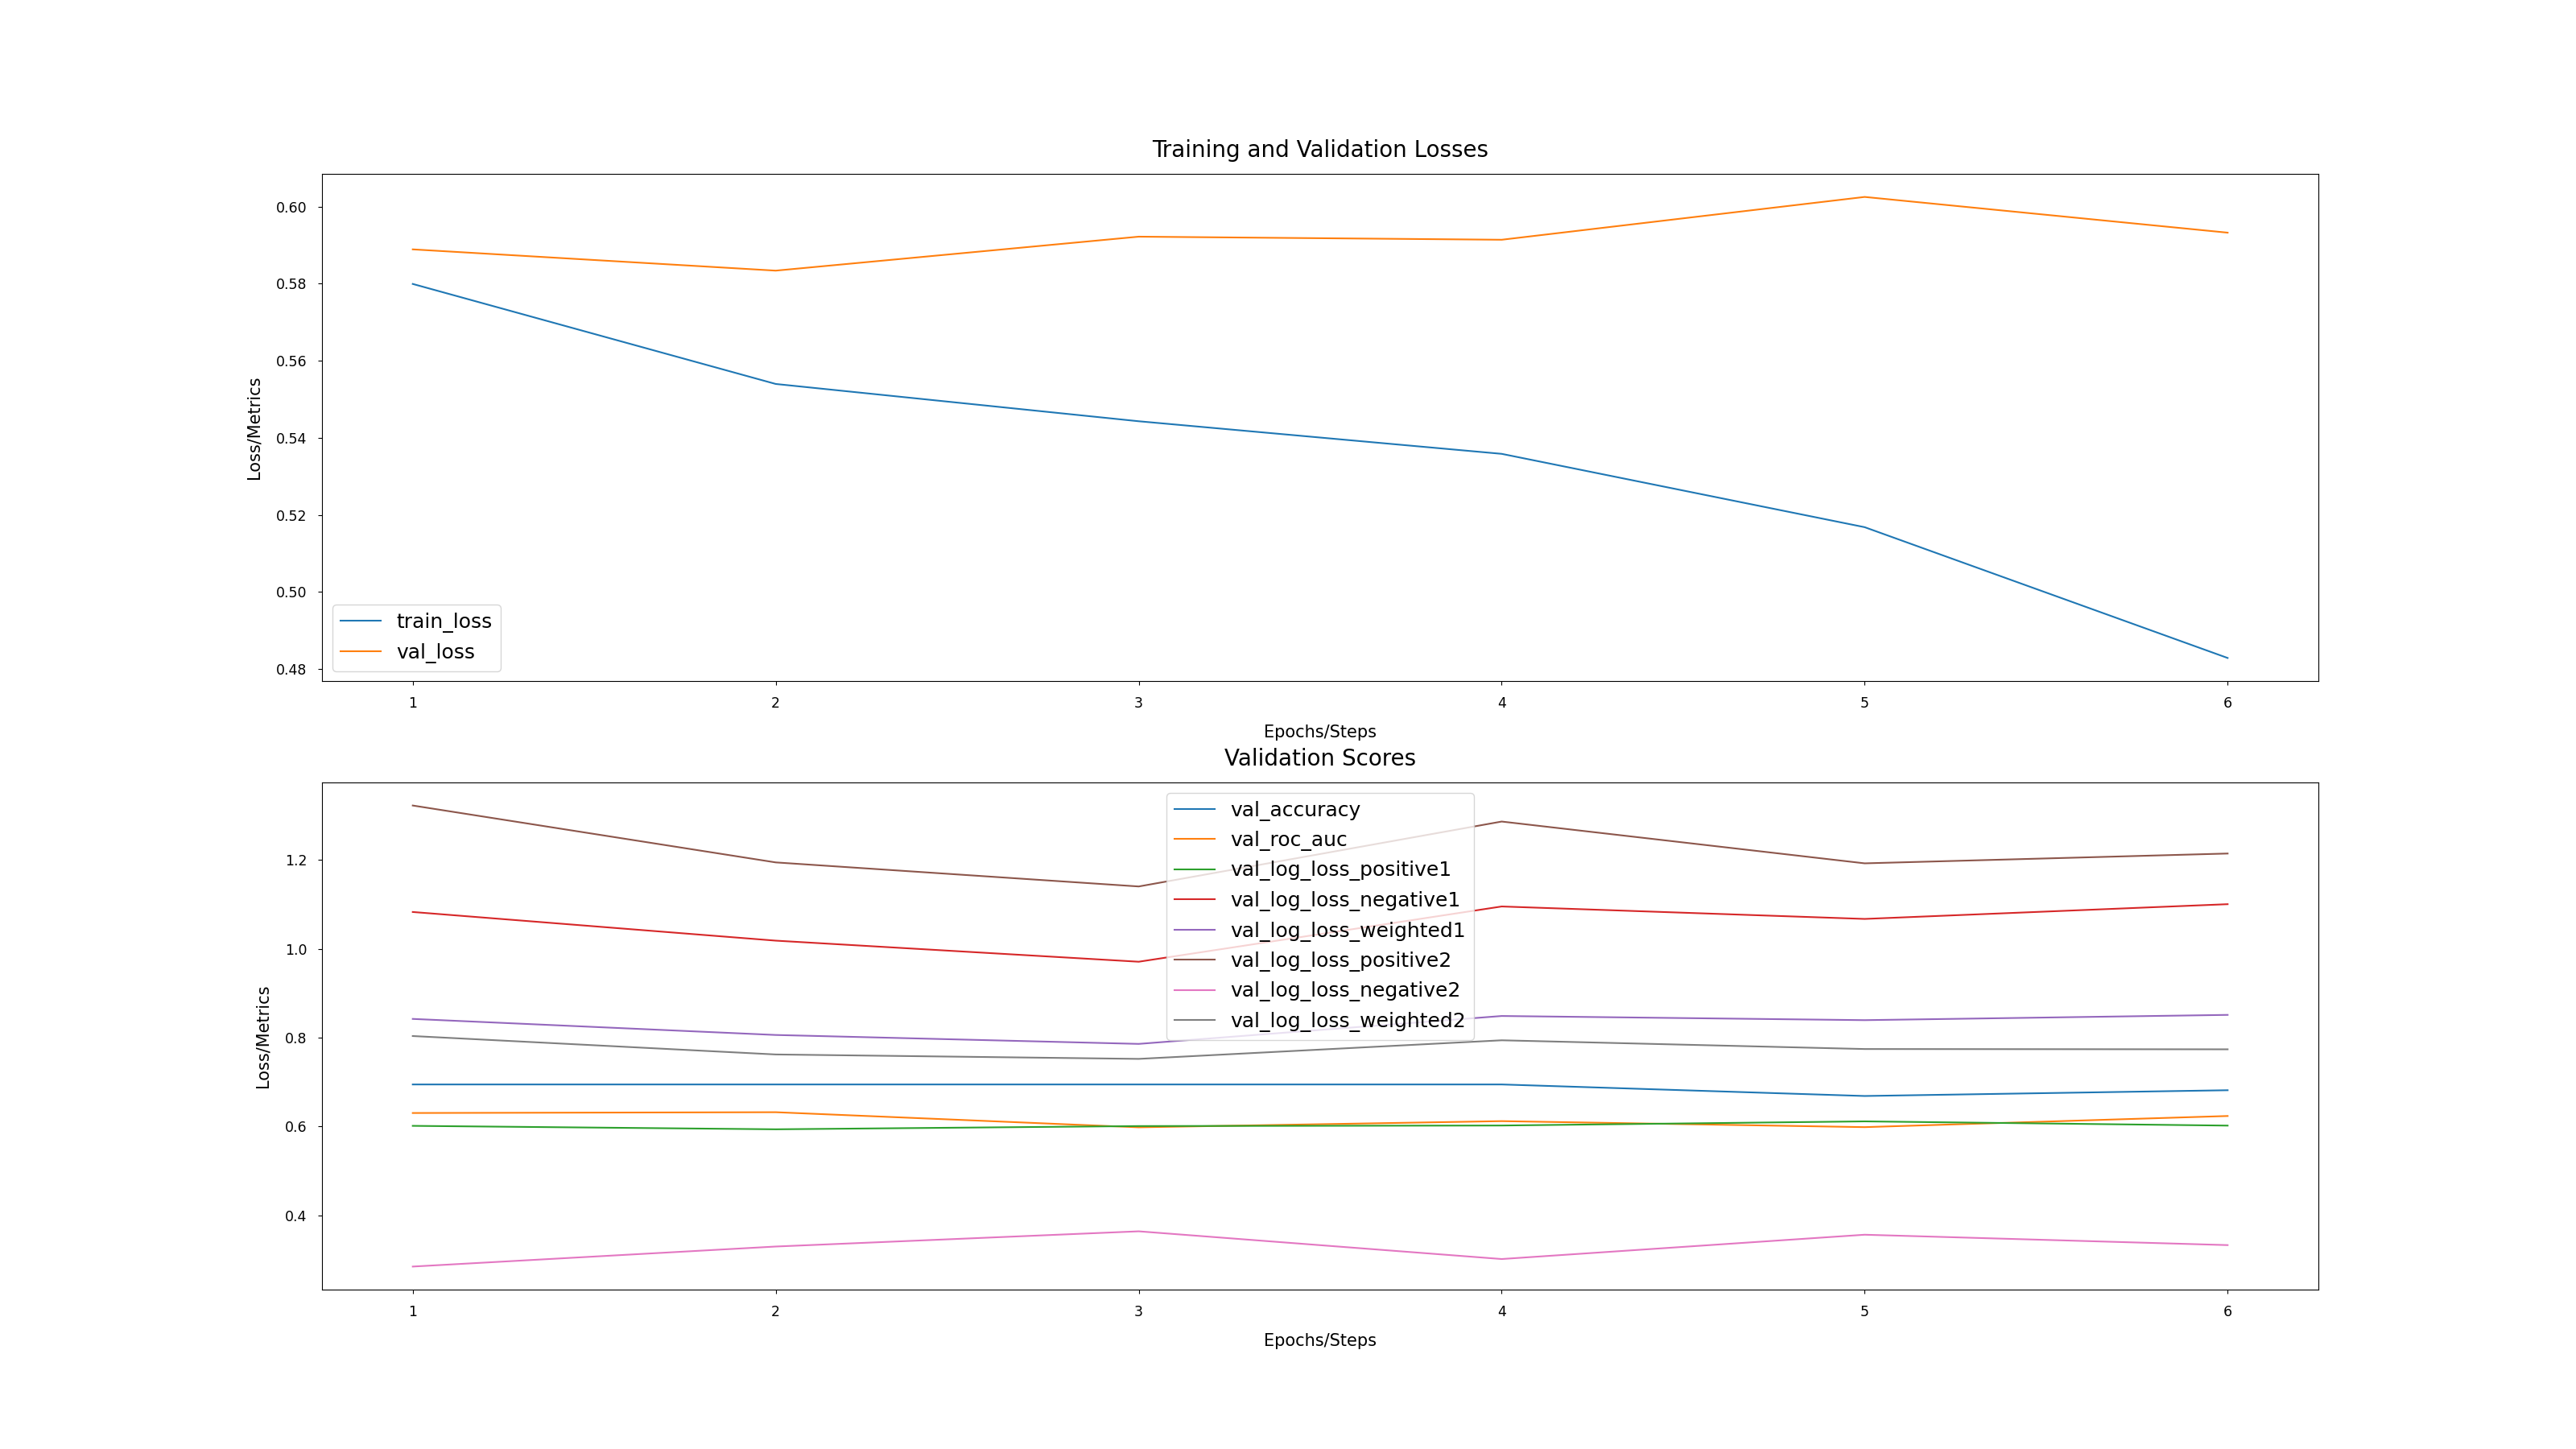 Training and Validation Losses
0.60
0.58
0.56
0.54
0.52
0.50
0.48
Loss/Metrics
train_loss
val_loss
1 2 3 4 5 6
Epochs/Steps
Validation Scores
1.2
1.0
0.8
0.6
0.4
Loss/Metrics
val_accuracy
val_roc_auc
val_log_loss_positive1
val_log_loss_negative1
val_log_loss_weighted1
val_log_loss_positive2
val_log_loss_negative2
val_log_loss_weighted2
1 2 3 4 5 6
Epochs/Steps